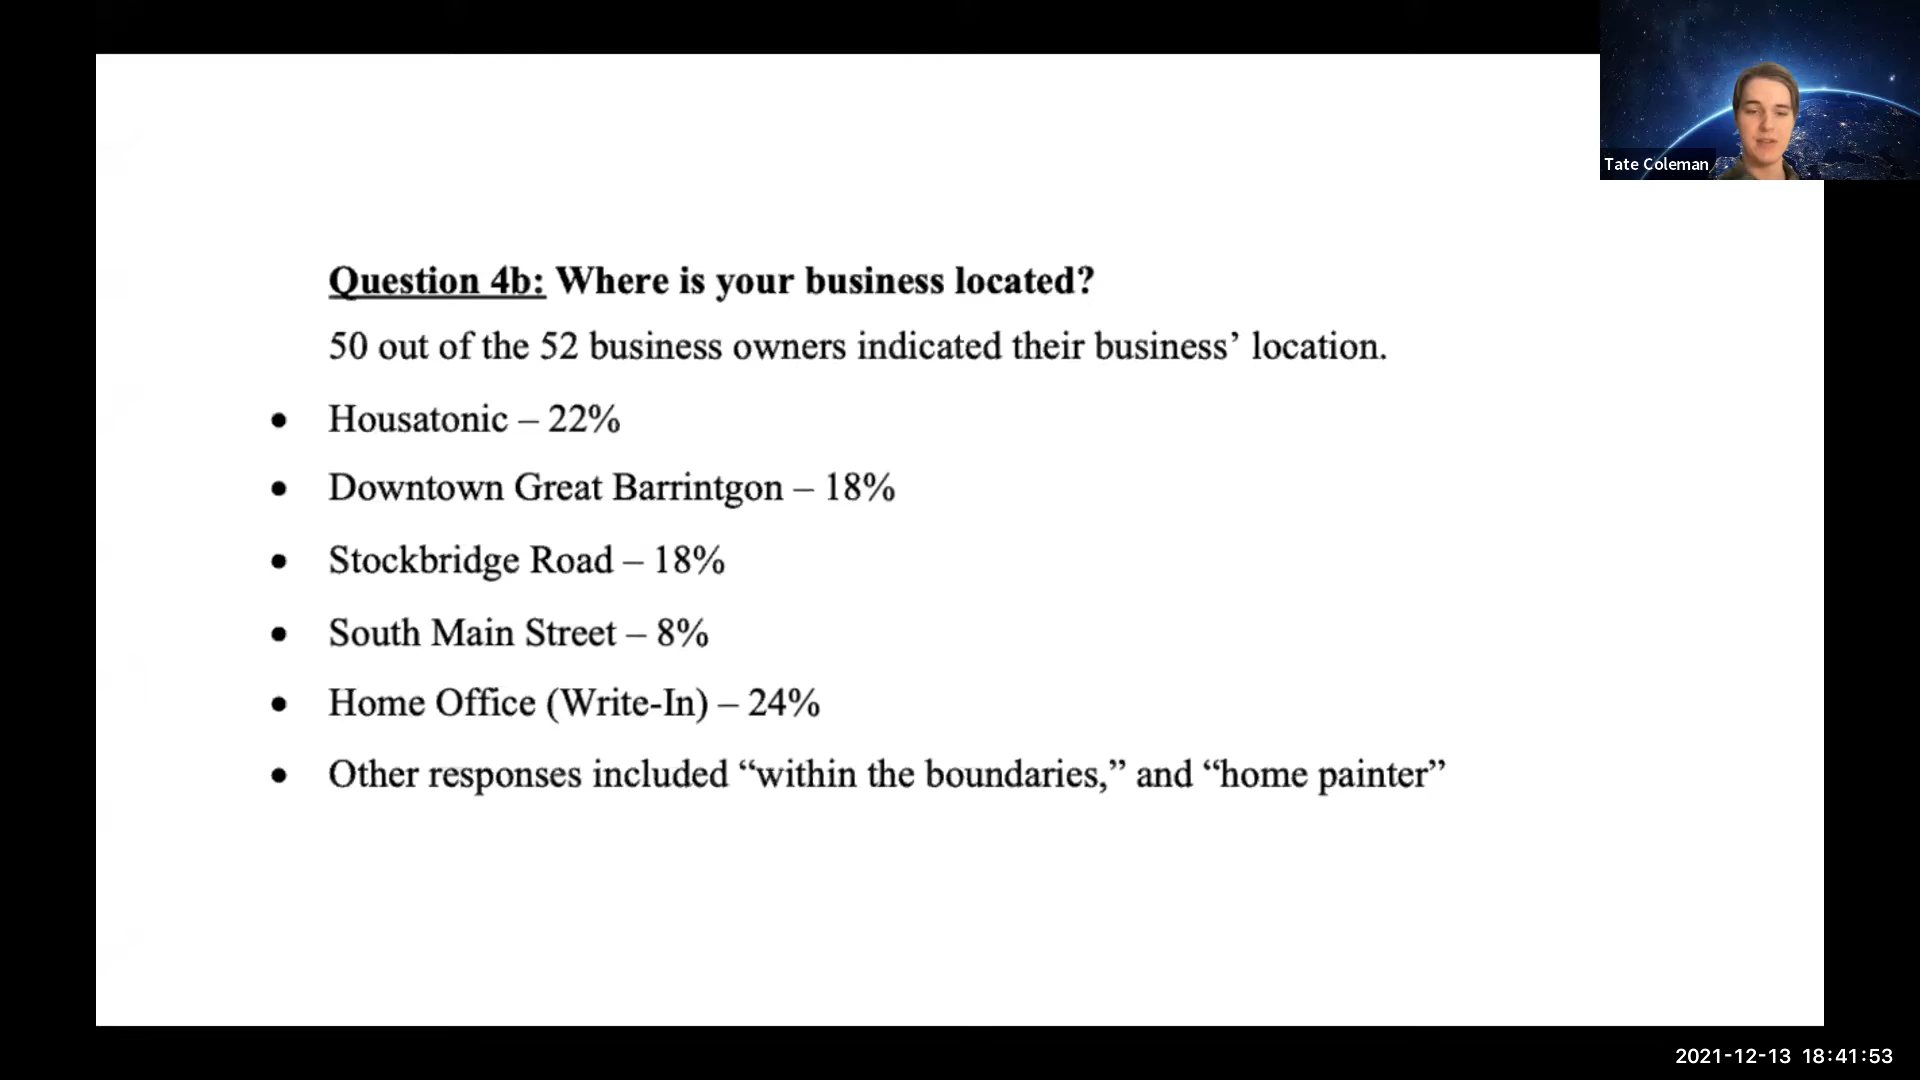 Tate Coleman
Question 4b: Where is your business located?
50 out of the 52 business owners indicated their business’ location.
• Housatonic – 22%
• Downtown Great Barrintgon – 18%
• Stockbridge Road – 18%
• South Main Street – 8%
• Home Office (Write-In) – 24%
• Other responses included “within the boundaries,” and “home painter”
2021-12-13 18:41:53